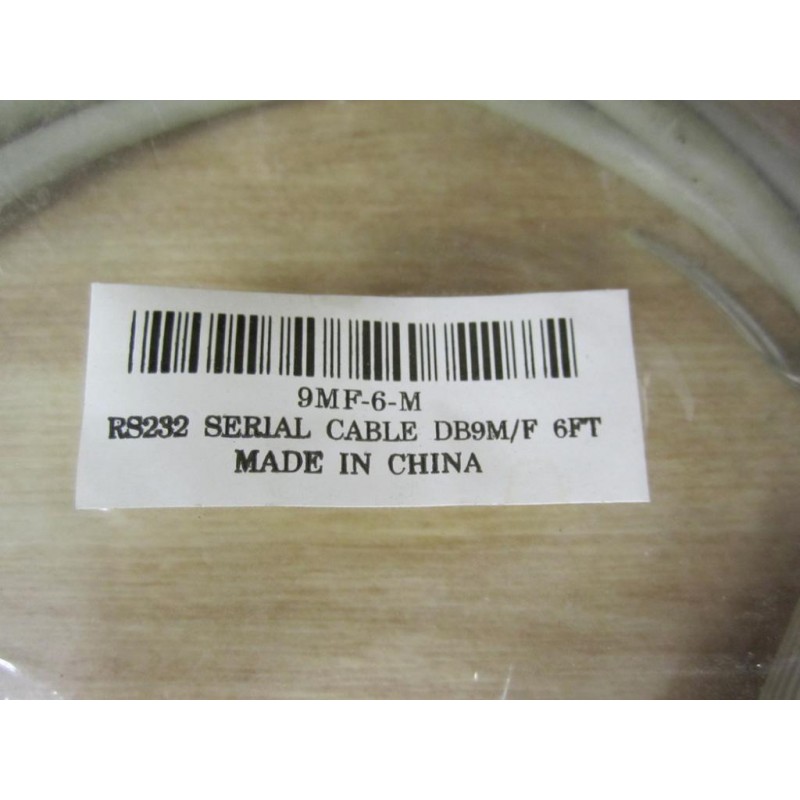 9MF-6-M
RS232 SERIAL CABLE DB9M/F 6FT
MADE IN CHINA